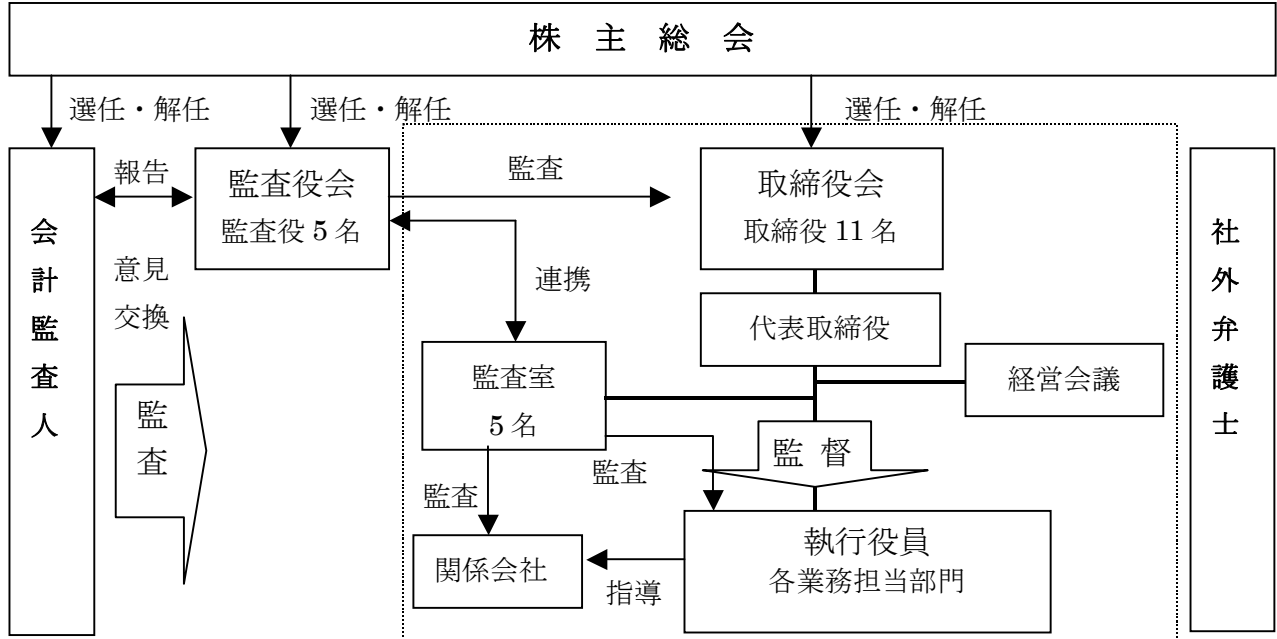 株主総会
選任・解任
選任・解任
選任・解任
会計監査人
報告
意見
交換
監査
監査役会
監査役5名
監査
連携
取締役会
取締役11名
代表取締役
経営会議
監査室
5名
監督
監査
監査
関係会社
指導
執行役員
各業務担当部門
社外弁護士